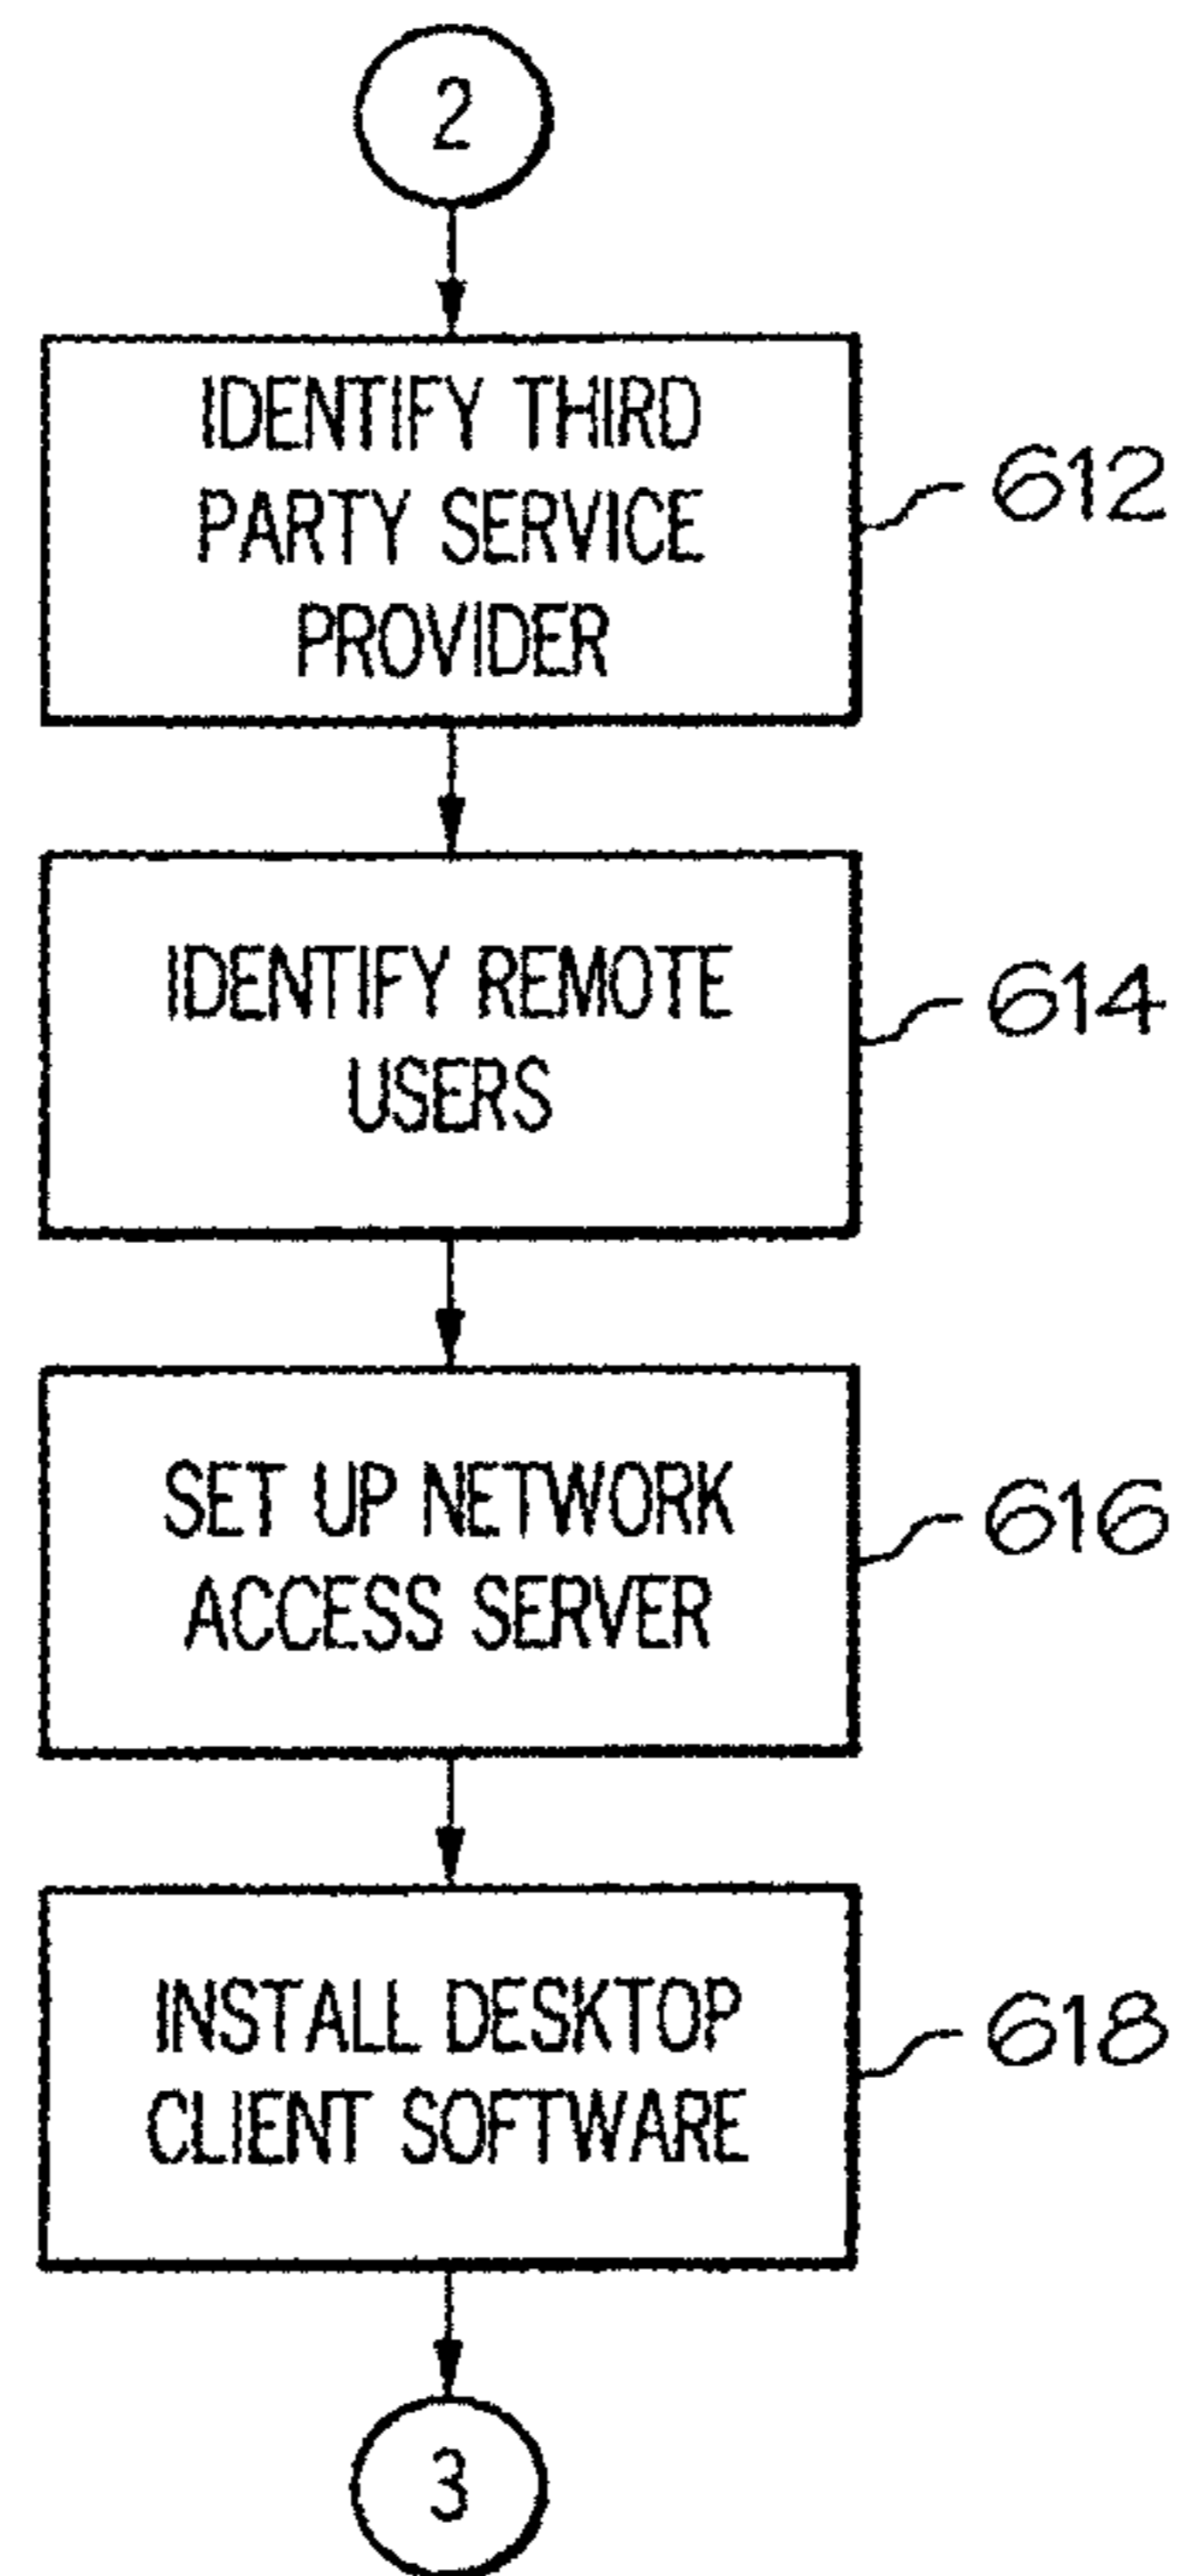 2
IDENTIFY THIRD
PARTY SERVICE
PROVIDER
612
IDENTIFY REMOTE
USERS
614
SET UP NETWORK
ACCESS SERVER
616
INSTALL DESKTOP
CLIENT SOFTWARE
618
3